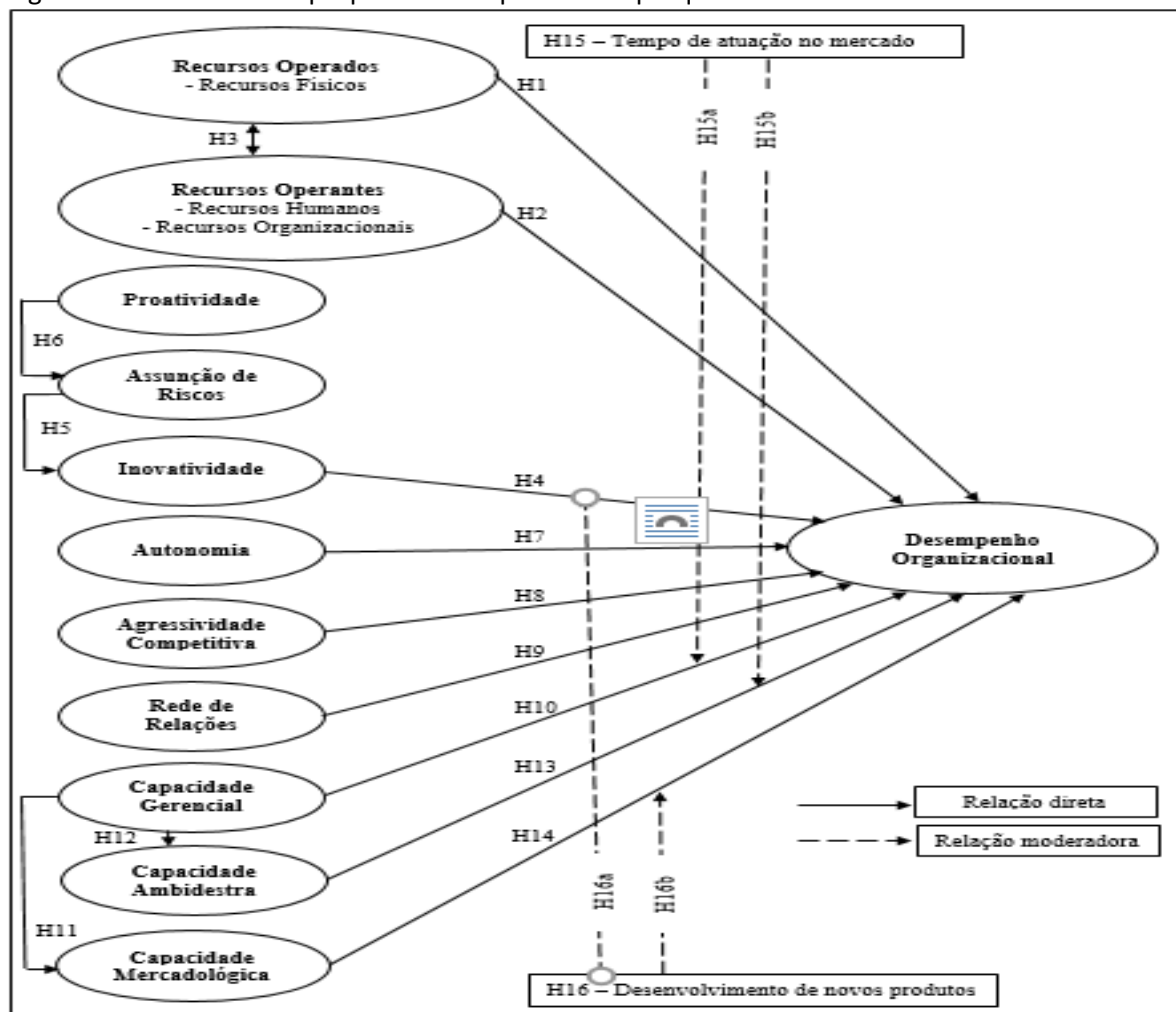 H15 – Tempo de atuação no mercado
Recursos Operados
- Recursos Físicos
H1
H15a
H15b
H3
Recursos Operantes
- Recursos Humanos
- Recursos Organizacionais
H2
Proatividade
H6
Assunção de
Riscos
H5
Inovatividade
H4
Autonomia
H7
Desempenho
Organizacional
Agressividade
Competitiva
H8
Rede de
Relações
H9
H10
Capacidade
Gerencial
H13
H12
H14
Capacidade
Ambidestra
H11
Capacidade
Mercadológica
H16a
H16b
Relação direta
Relação moderadora
H16 – Desenvolvimento de novos produtos